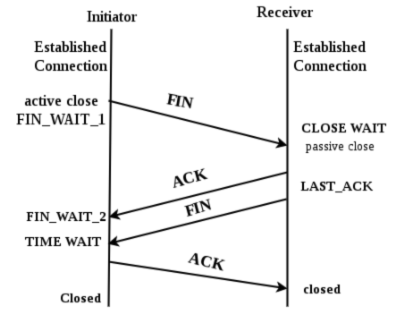 Initiator
Receiver
Established
Connection
Established
Connection
active close
FIN_WAIT_1
FIN
CLOSE WAIT
passive close
ACK
LAST_ACK
FIN
FIN_WAIT_2
TIME WAIT
ACK
Closed
closed